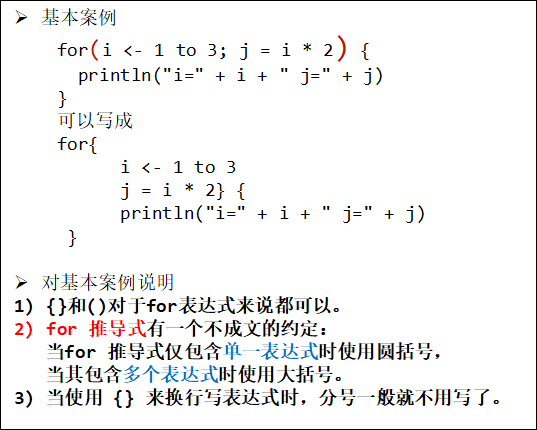 ➢ 基本案例
for(i <- 1 to 3; j = i * 2) {
println("i=" + i + " j=" + j)
}
可以写成
for{
i <- 1 to 3
j = i * 2} {
println("i=" + i + " j=" + j)
}
➢ 对基本案例说明
1) {}和()对于for表达式来说都可以。
2) for 推导式有一个不成文的约定：
当for 推导式仅包含单一表达式时使用圆括号，
当其包含多个表达式时使用大括号。
3) 当使用 {} 来换行写表达式时，分号一般就不用写了。